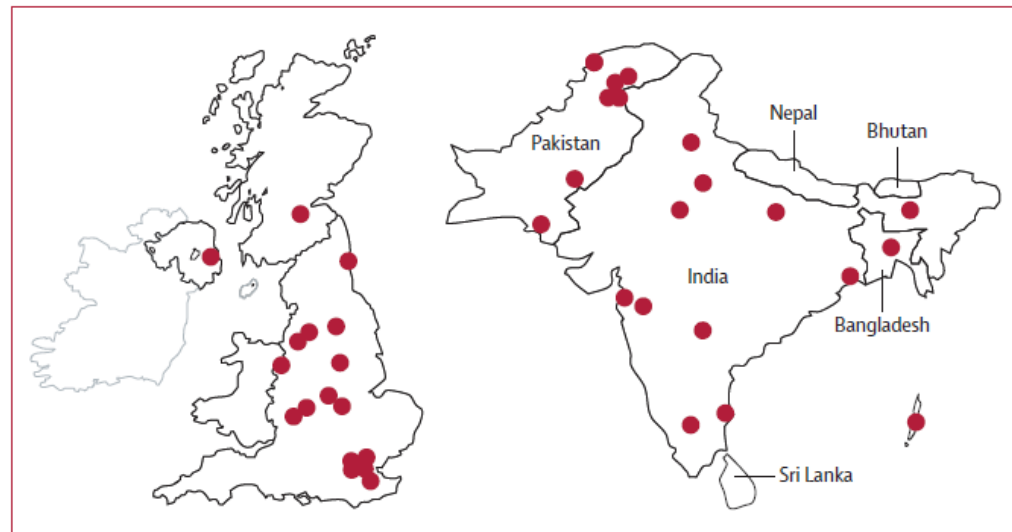 Nepal
Bhutan
Pakistan
India
Bangladesh
Sri Lanka